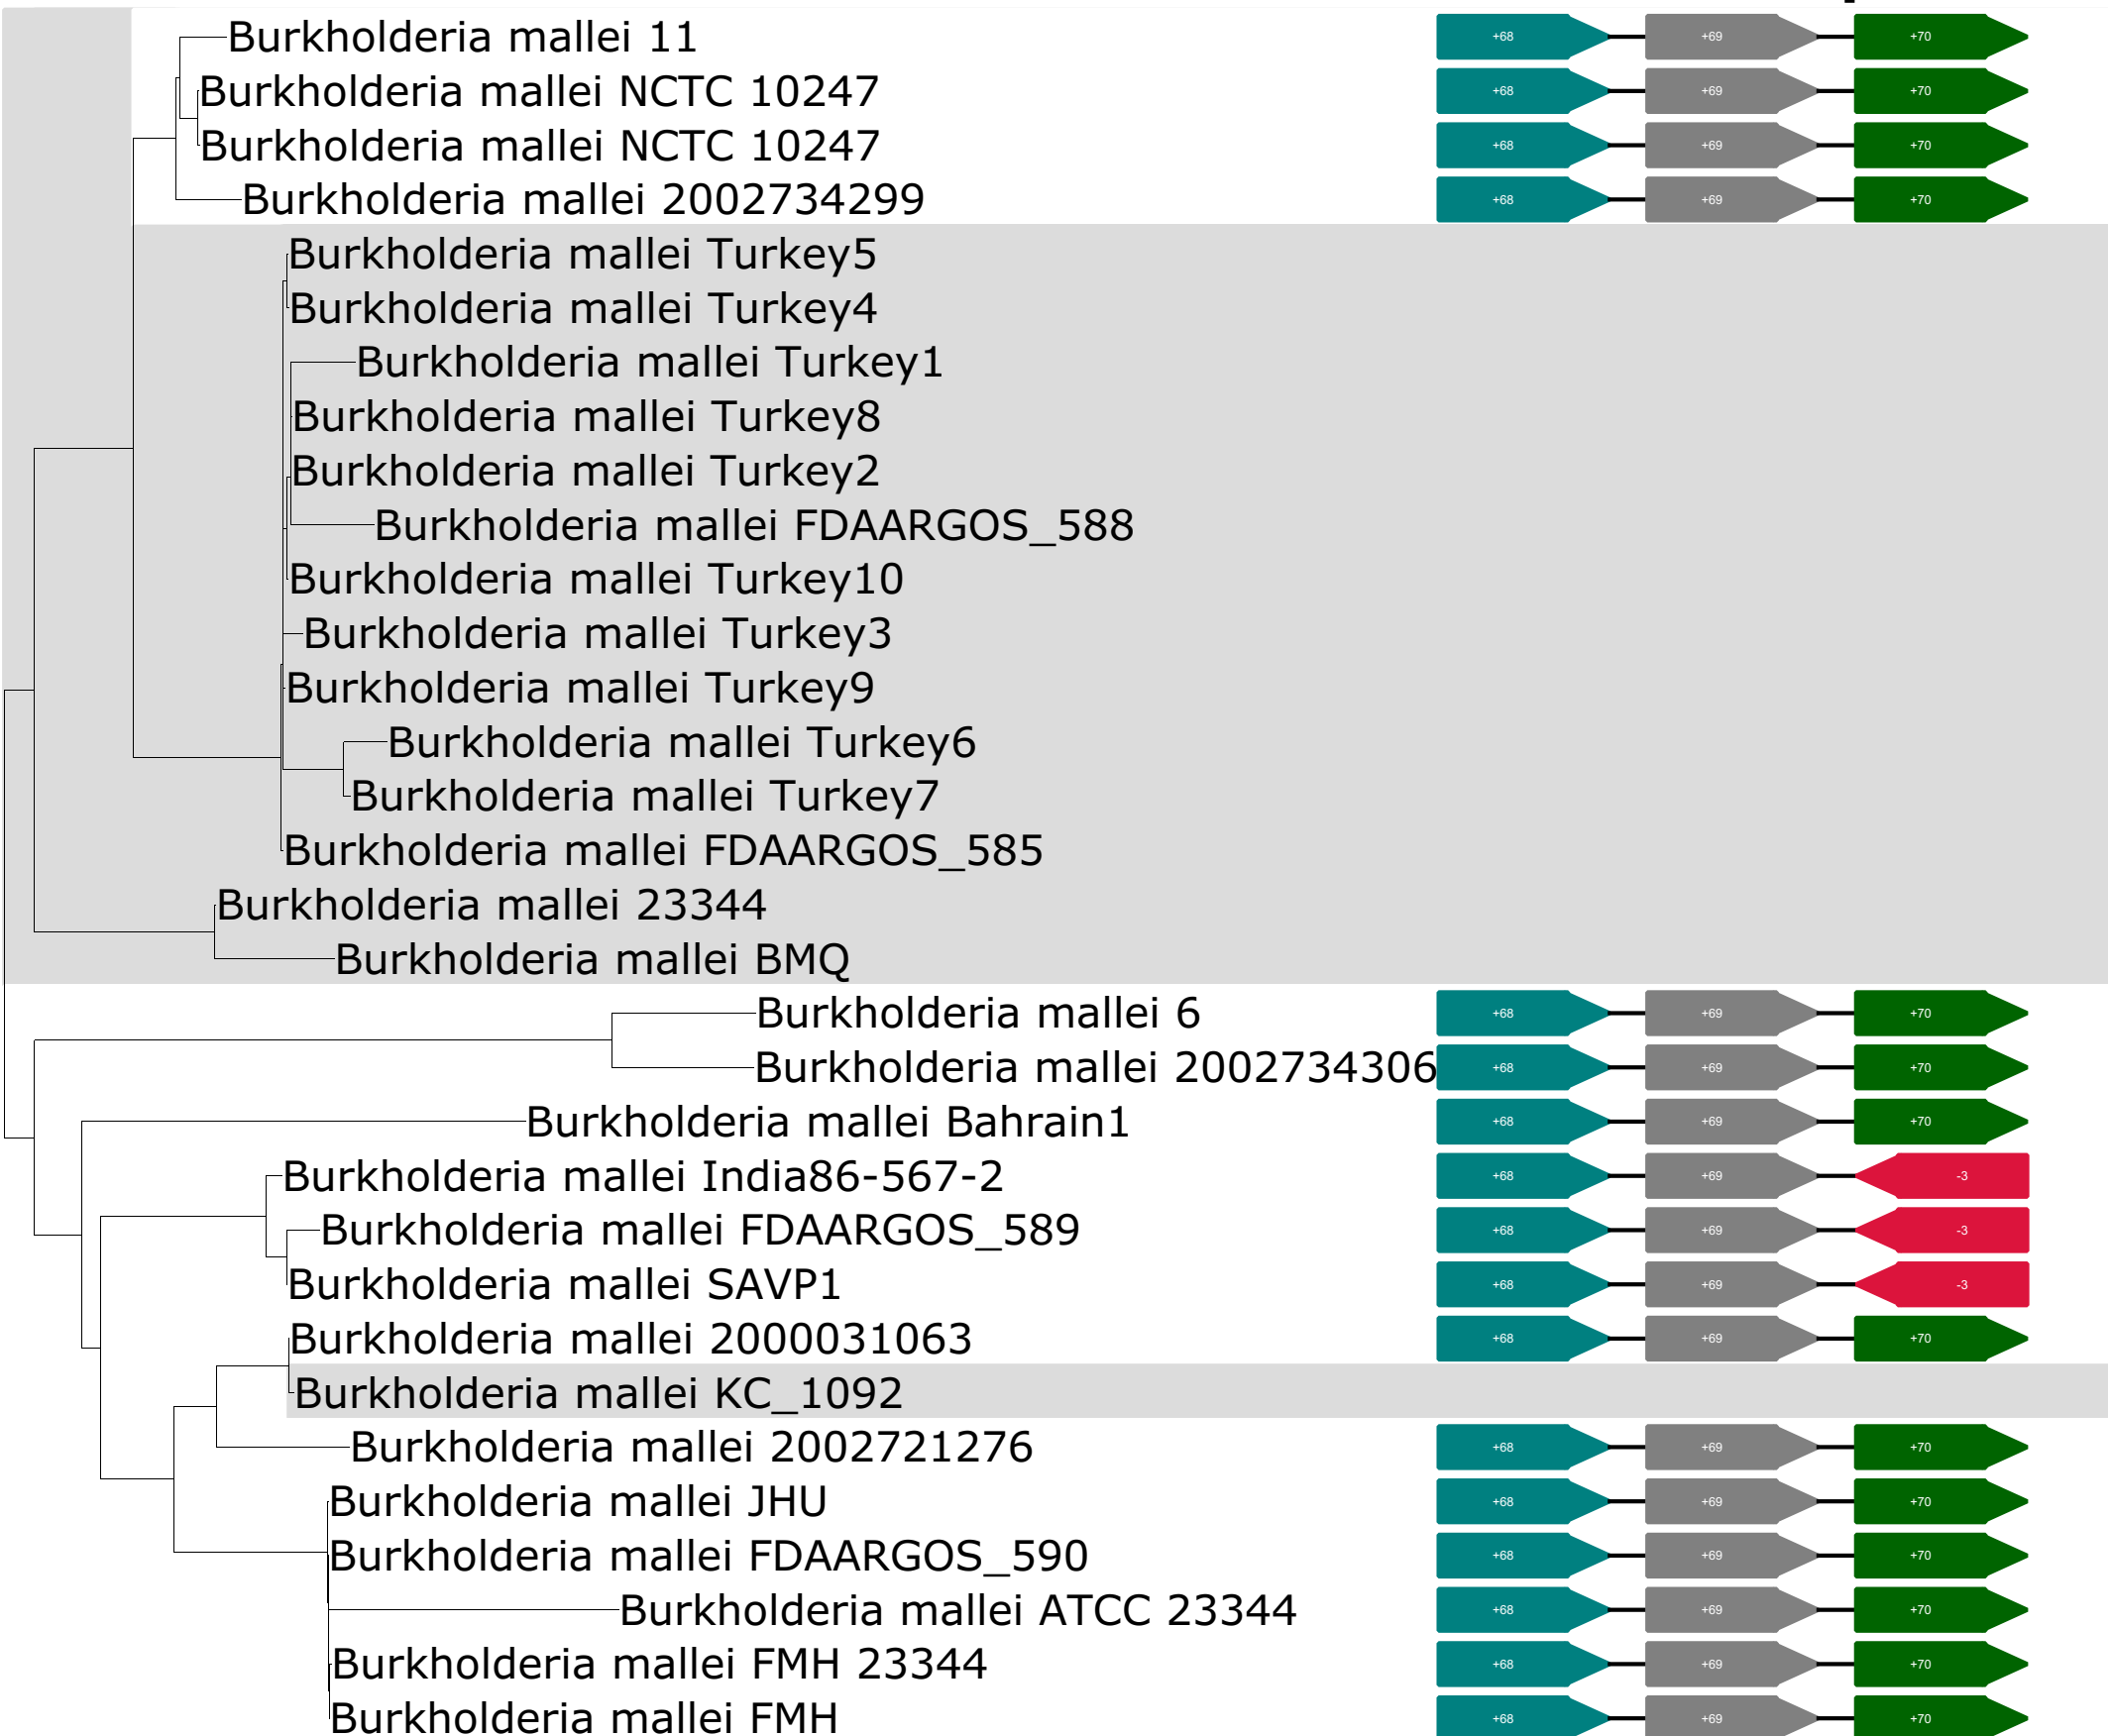 Burkholderia mallei 11 +68 +69 +70
Burkholderia mallei NCTC 10247 +68 +69 +70
Burkholderia mallei NCTC 10247 +68 +69 +70
Burkholderia mallei 2002734299 +68 +69 +70
Burkholderia mallei Turkey5
Burkholderia mallei Turkey4
Burkholderia mallei Turkey1
Burkholderia mallei Turkey8
Burkholderia mallei Turkey2
Burkholderia mallei FDAARGOS_588
Burkholderia mallei Turkey10
Burkholderia mallei Turkey3
Burkholderia mallei Turkey9
Burkholderia mallei Turkey6
Burkholderia mallei Turkey7
Burkholderia mallei FDAARGOS_585
Burkholderia mallei 23344
Burkholderia mallei BMQ
Burkholderia mallei 6 +68 +69 +70
Burkholderia mallei 2002734306 +68 +69 +70
Burkholderia mallei Bahrain1 +68 +69 +70
Burkholderia mallei India86-567-2 +68 +69 -3
Burkholderia mallei FDAARGOS_589 +68 +69 -3
Burkholderia mallei SAVP1 +68 +69 -3
Burkholderia mallei 2000031063 +68 +69 +70
Burkholderia mallei KC_1092
Burkholderia mallei 2002721276 +68 +69 +70
Burkholderia mallei JHU +68 +69 +70
Burkholderia mallei FDAARGOS_590 +68 +69 +70
Burkholderia mallei ATCC 23344 +68 +69 +70
Burkholderia mallei FMH 23344 +68 +69 +70
Burkholderia mallei FMH +68 +69 +70